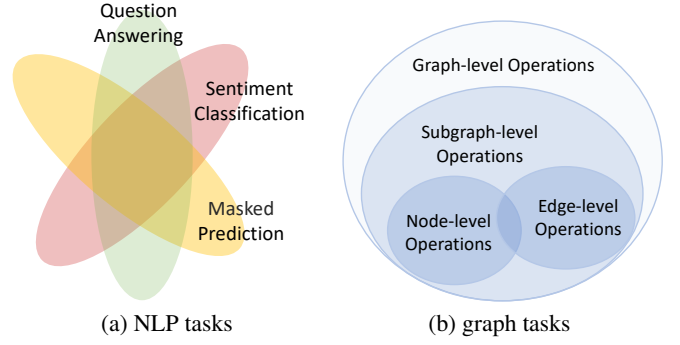 Question
Answering
Sentiment
Classification
Masked
Prediction
(a) NLP tasks
Graph-level Operations
Subgraph-level
Operations
Node-level
Operations
Edge-level
Operations
(b) graph tasks